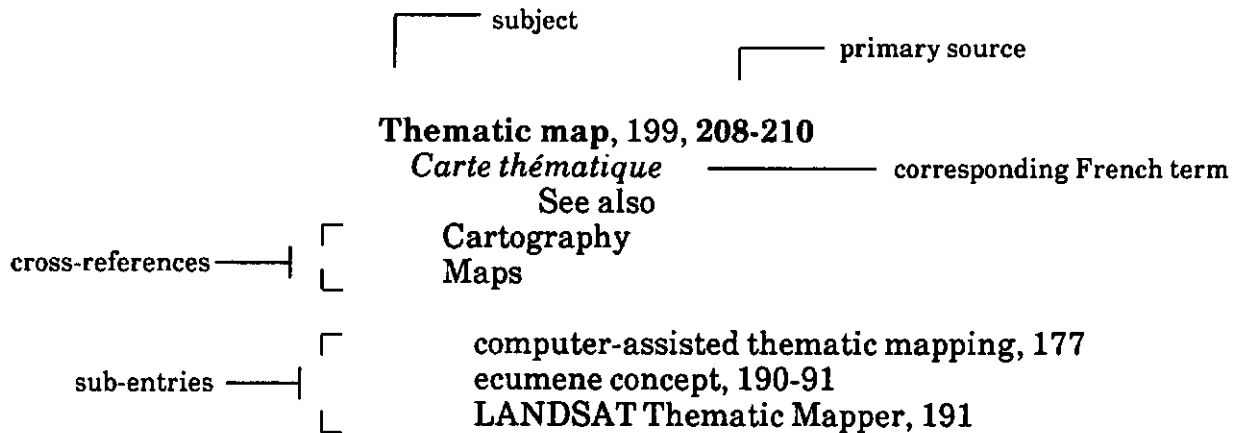 subject
primary source
Thematic map, 199, 208-210
Carte thématique
corresponding French term
See also
Cartography
cross-references
Maps
computer-assisted thematic mapping, 177
sub-entries
ecumene concept, 190-91
LANDSAT Thematic Mapper, 191